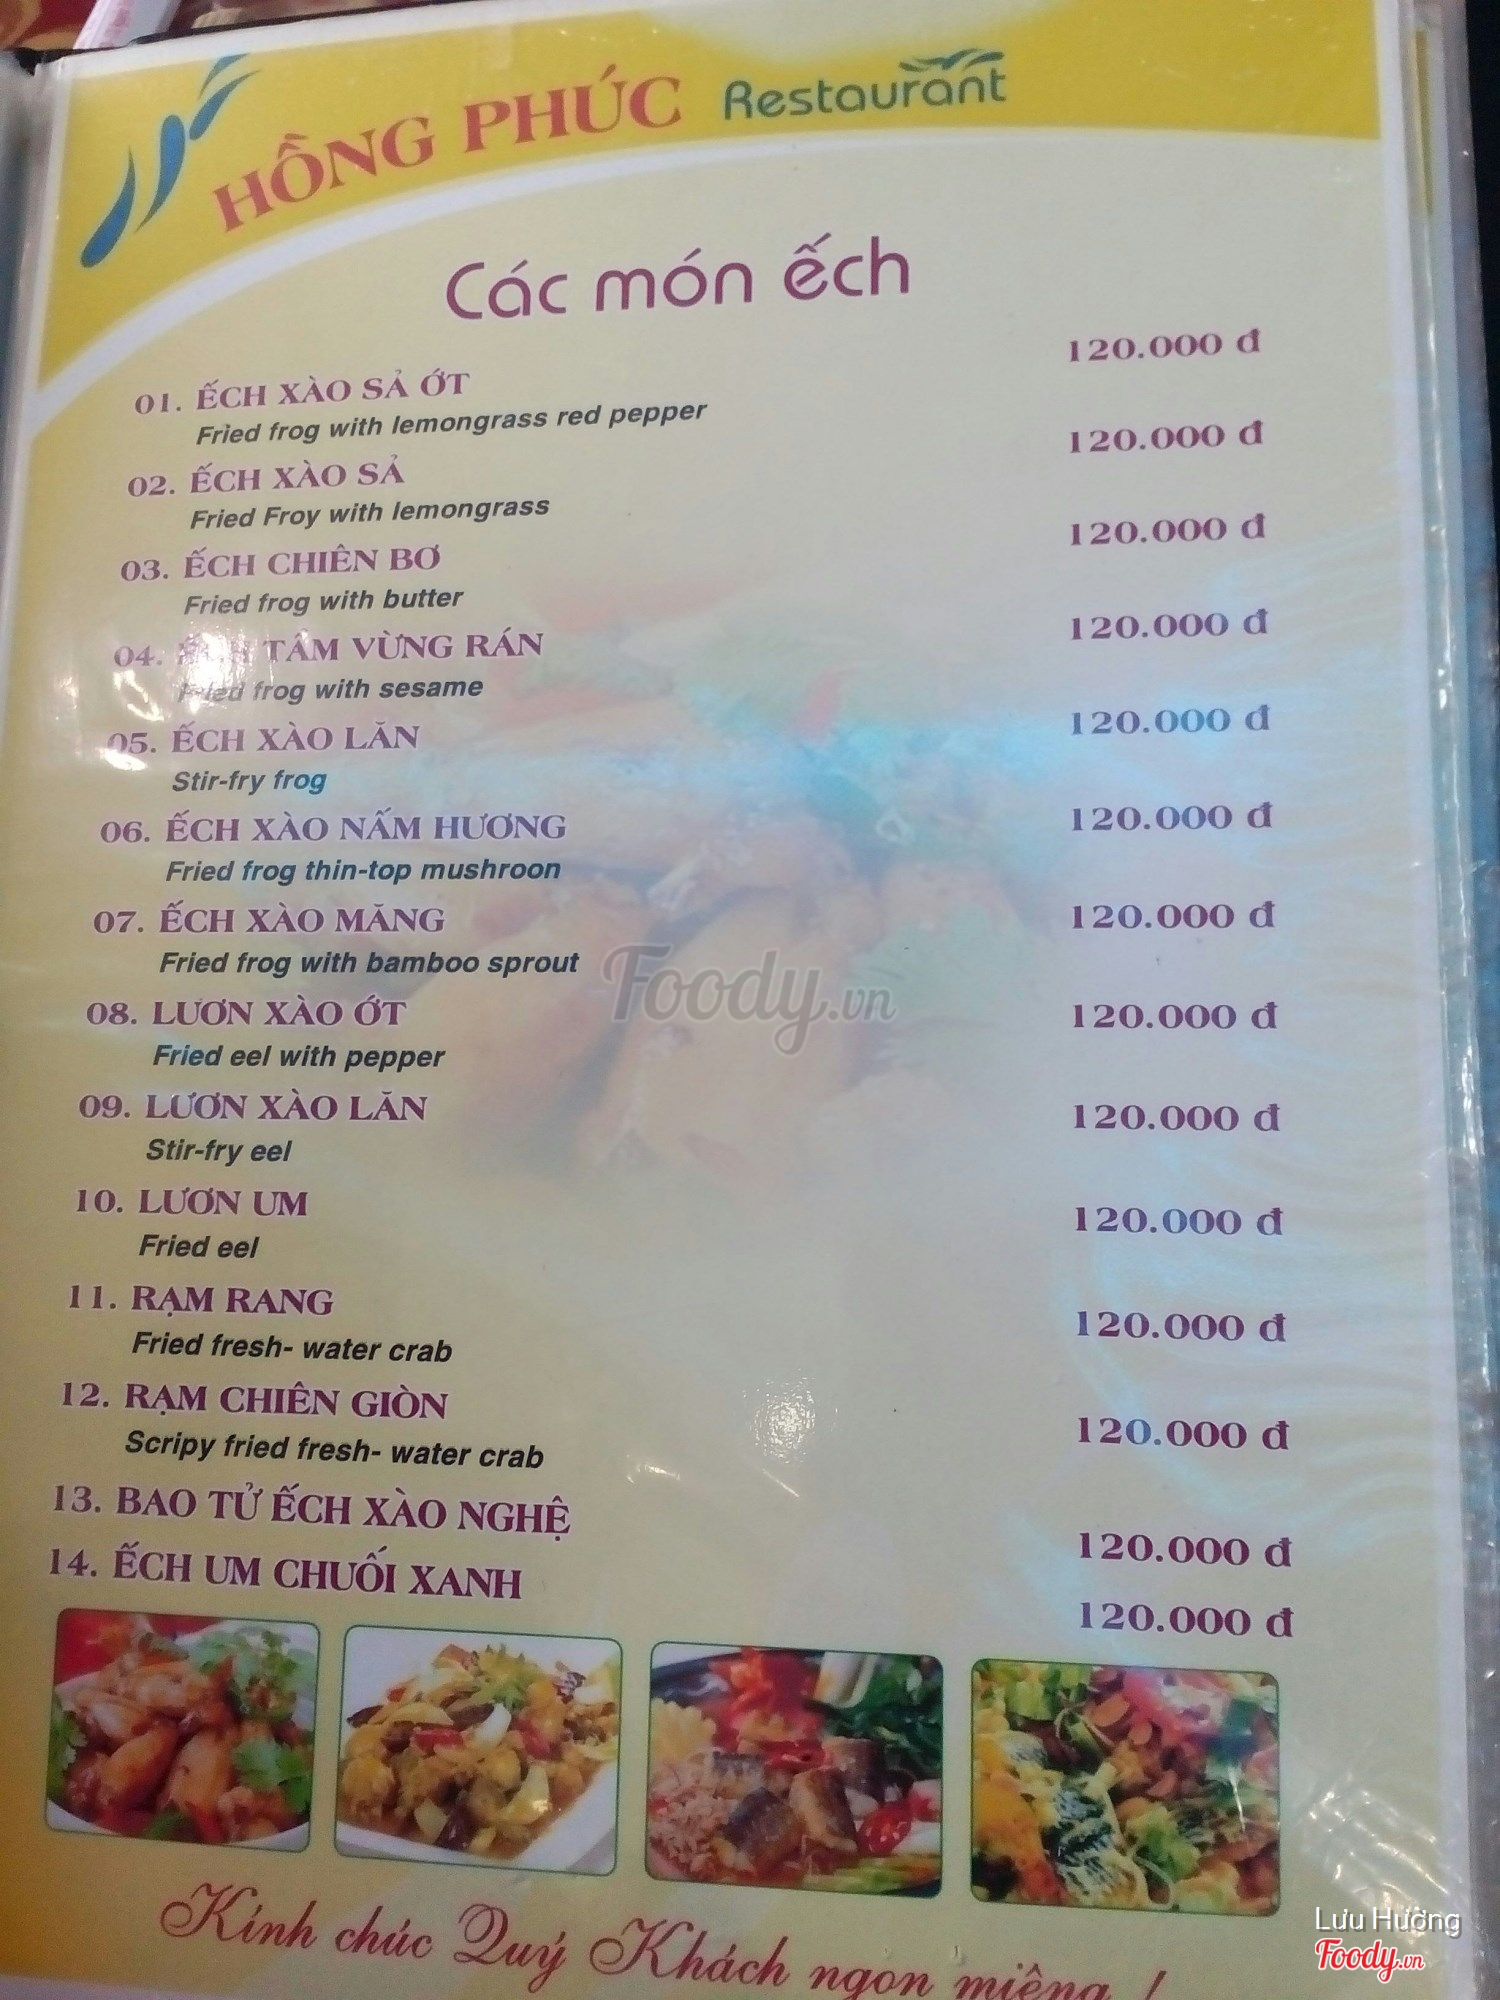 HỒNG PHÚC Restaurant
Các món ếch
01. ẾCH XÀO SẢ ỚT 120.000 đ
Fried frog with lemongrass red pepper
02. ẾCH XÀO SẢ 120.000 đ
Fried Froy with lemongrass
03. ẾCH CHIÊN BƠ 120.000 đ
Fried frog with butter
04. ẾCH TẨM VỪNG RÁN 120.000 đ
Fried frog with sesame
05. ẾCH XÀO LĂN 120.000 đ
Stir-fry frog
06. ẾCH XÀO NẤM HƯƠNG 120.000 đ
Fried frog thin-top mushroon
07. ẾCH XÀO MĂNG 120.000 đ
Fried frog with bamboo sprout
08. LƯƠN XÀO ỚT 120.000 đ
Fried eel with pepper
09. LƯƠN XÀO LĂN 120.000 đ
Stir-fry eel
10. LƯƠN UM 120.000 đ
Fried eel
11. RẠM RANG 120.000 đ
Fried fresh- water crab
12. RẠM CHIÊN GIÒN 120.000 đ
Scripy fried fresh- water crab
13. BAO TỬ ẾCH XÀO NGHỆ 120.000 đ
14. ẾCH UM CHUỐI XANH 120.000 đ
Kính chúc Quý Khách ngon miệng !
Foody.vn
Lưu Hường
Foody.vn